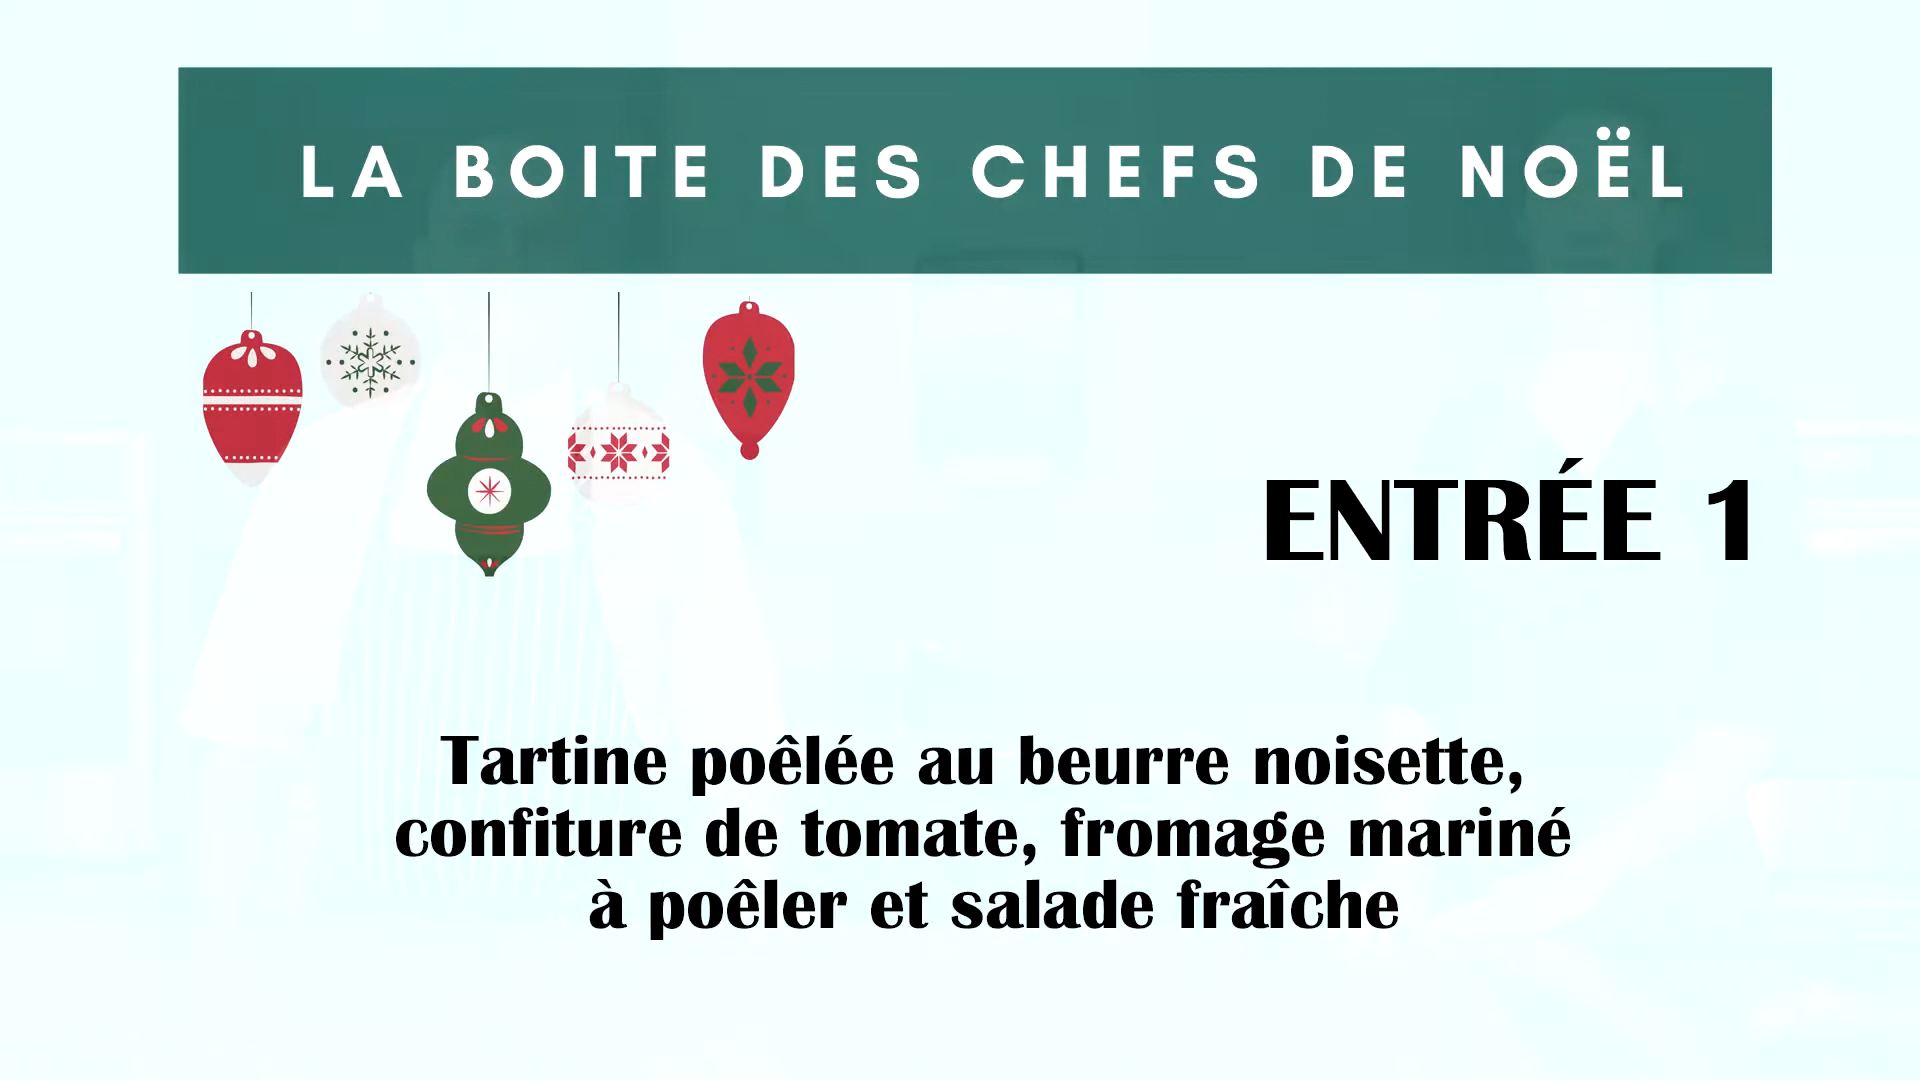 LA BOITE DES CHEFS DE NOËL
ENTRÉE 1
Tartine poêlée au beurre noisette,
confiture de tomate, fromage mariné
à poêler et salade fraîche